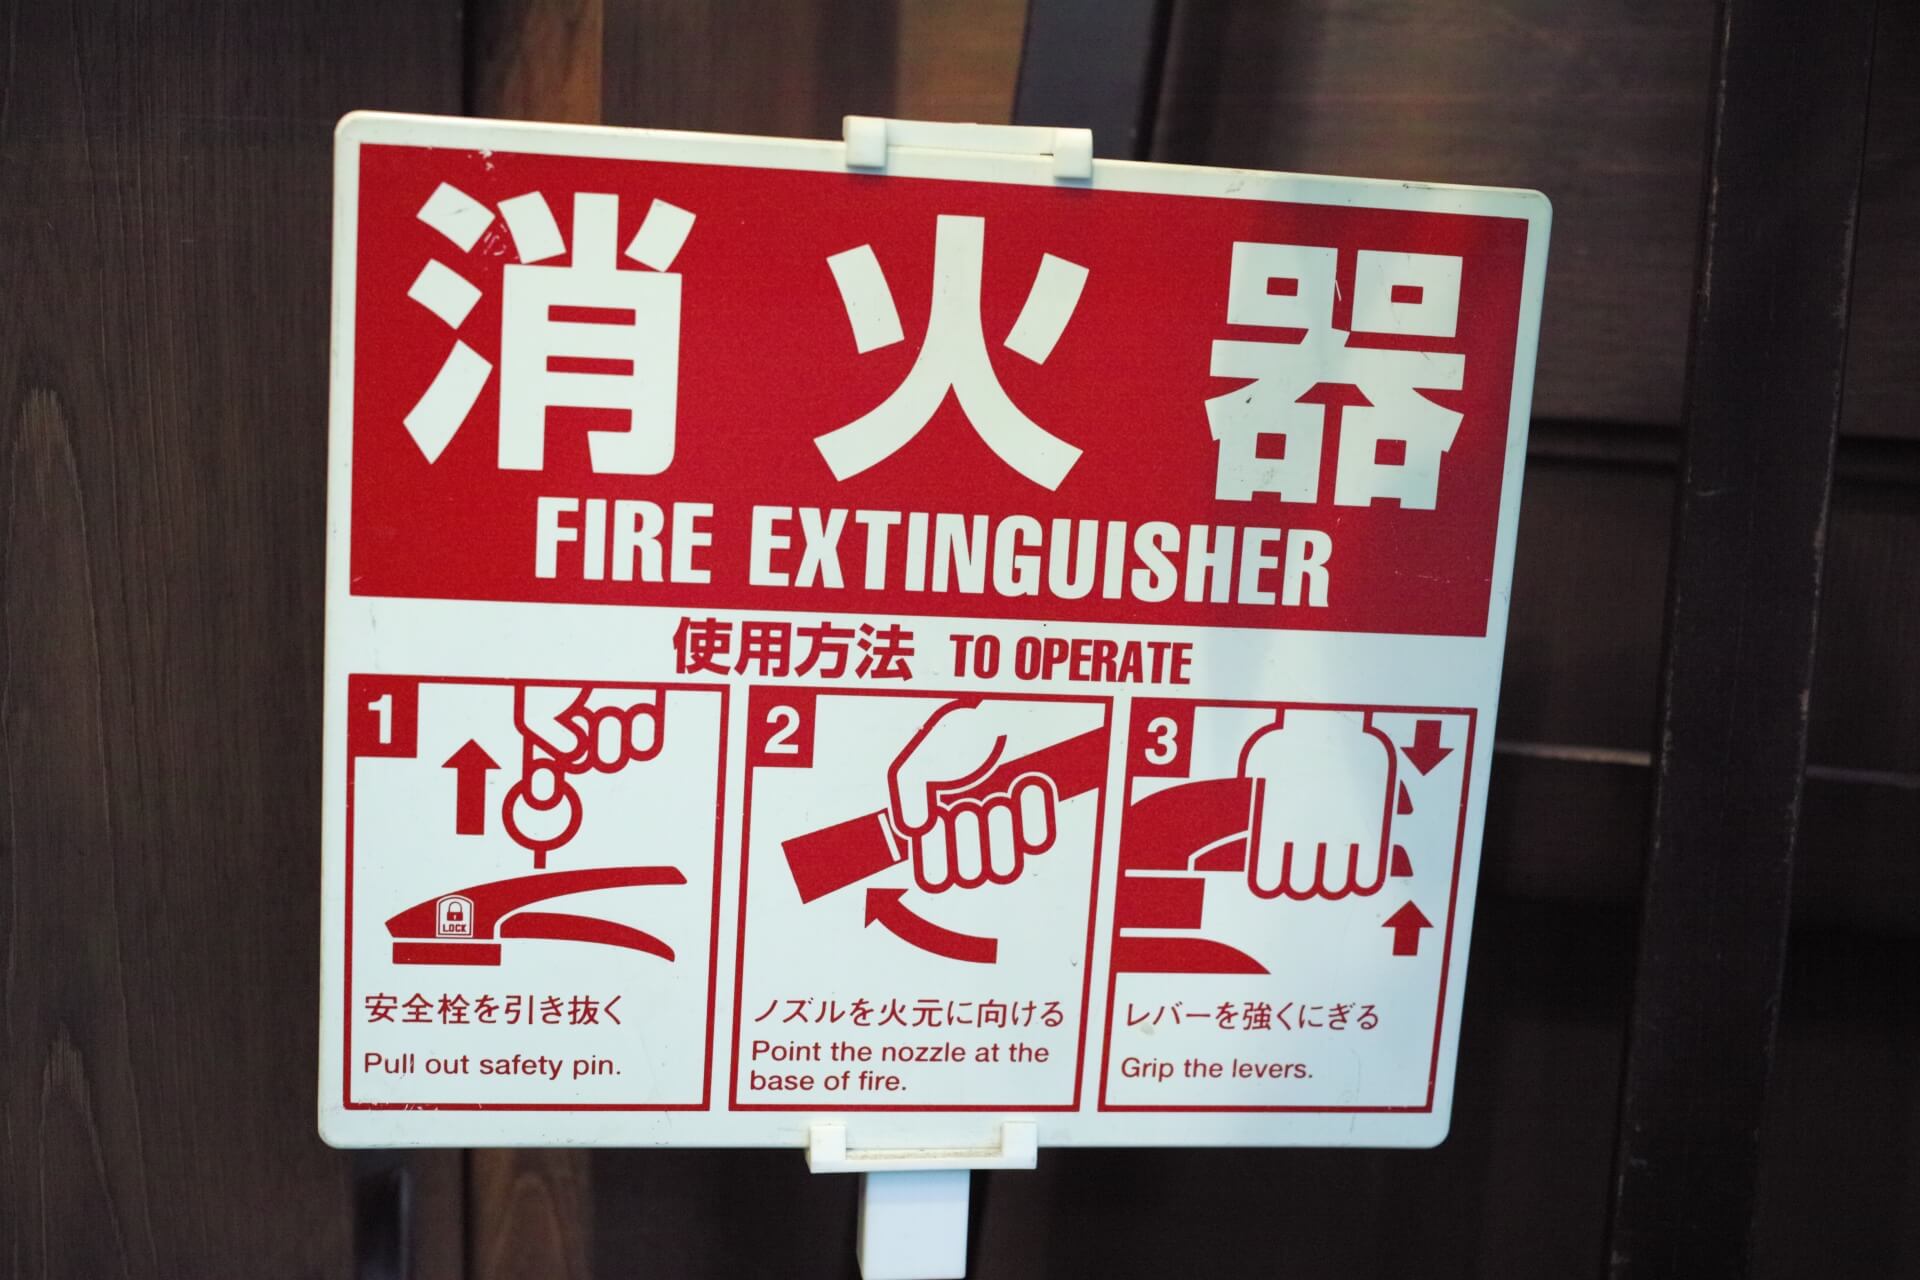 消火器
FIRE EXTINGUISHER
使用方法 TO OPERATE
1
LOCK
安全栓を引き抜く
Pull out safety pin.
2
ノズルを火元に向ける
Point the nozzle at the
base of fire.
3
レバーを強くにぎる
Grip the levers.